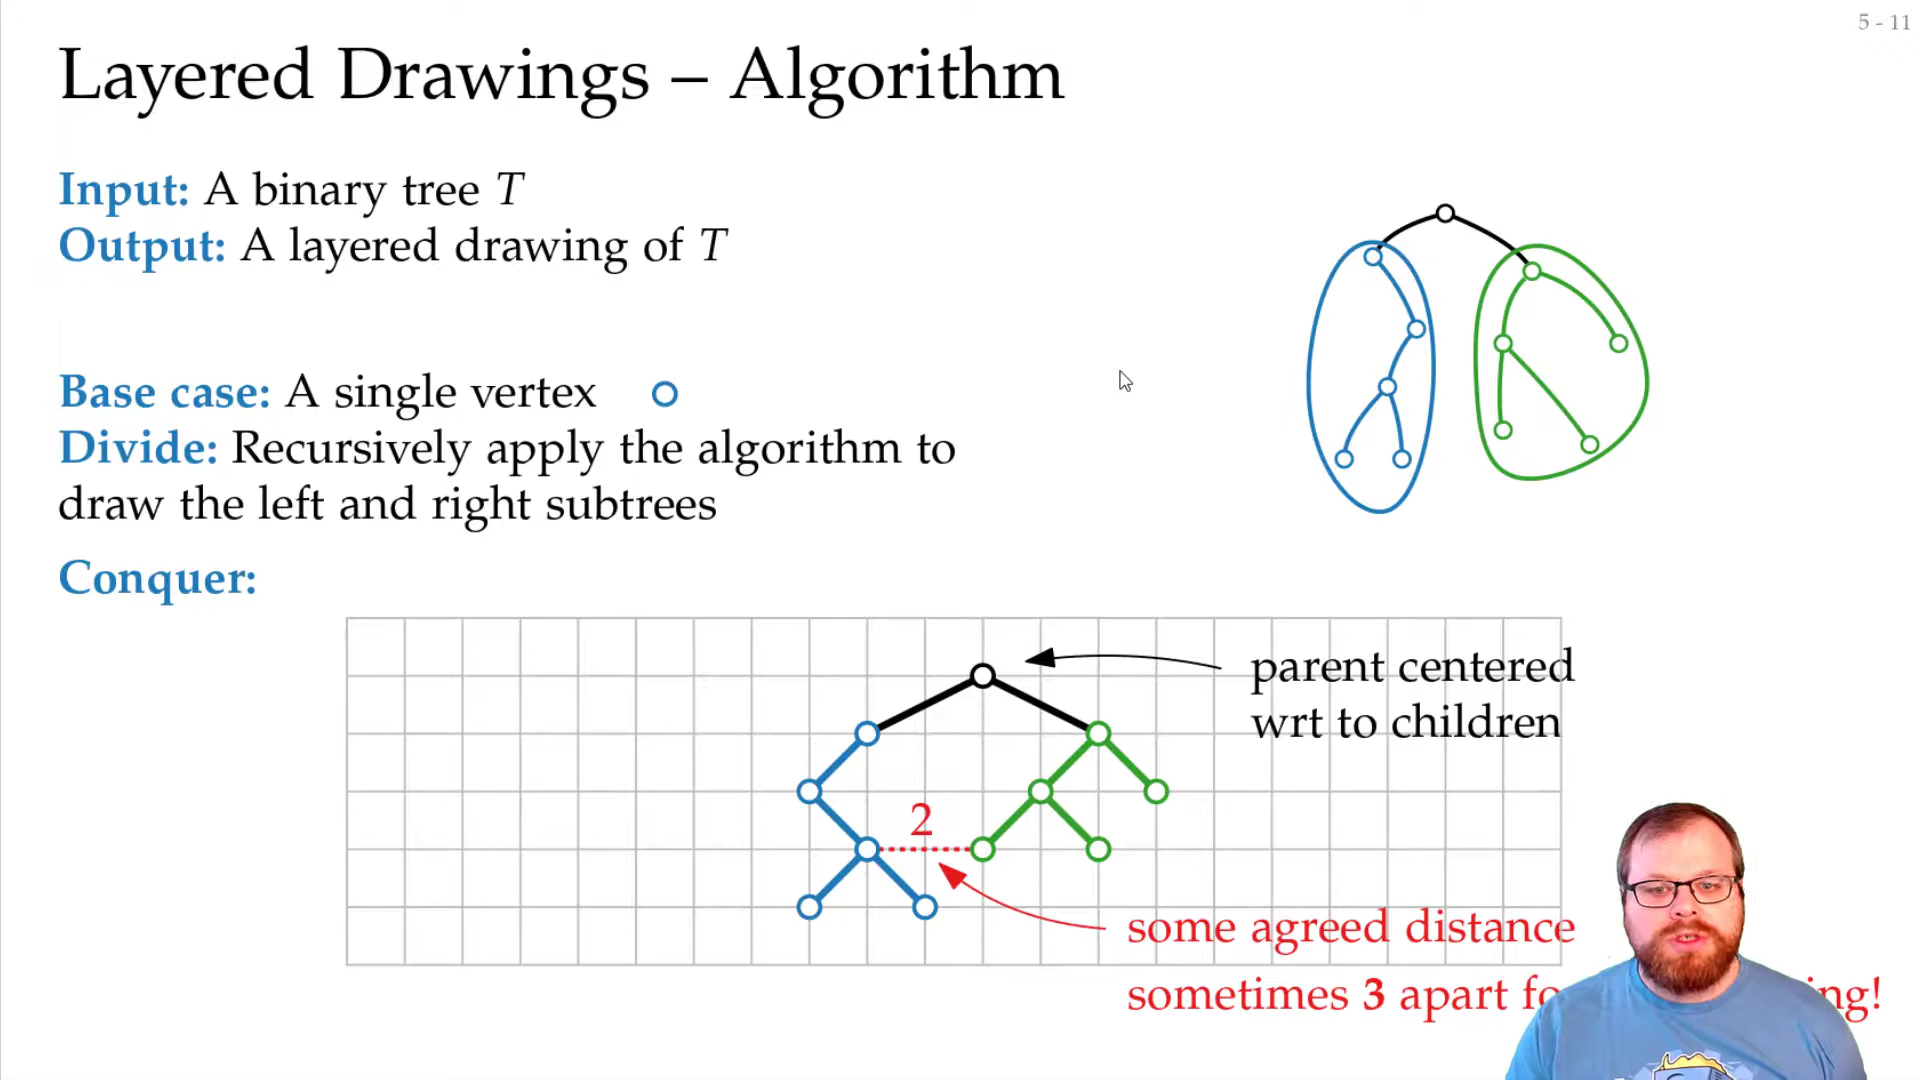 5 - 11
Layered Drawings – Algorithm
Input: A binary tree T
Output: A layered drawing of T
Base case: A single vertex
Divide: Recursively apply the algorithm to
draw the left and right subtrees
Conquer:
parent centered
wrt to children
2
some agreed distance
sometimes 3 apart